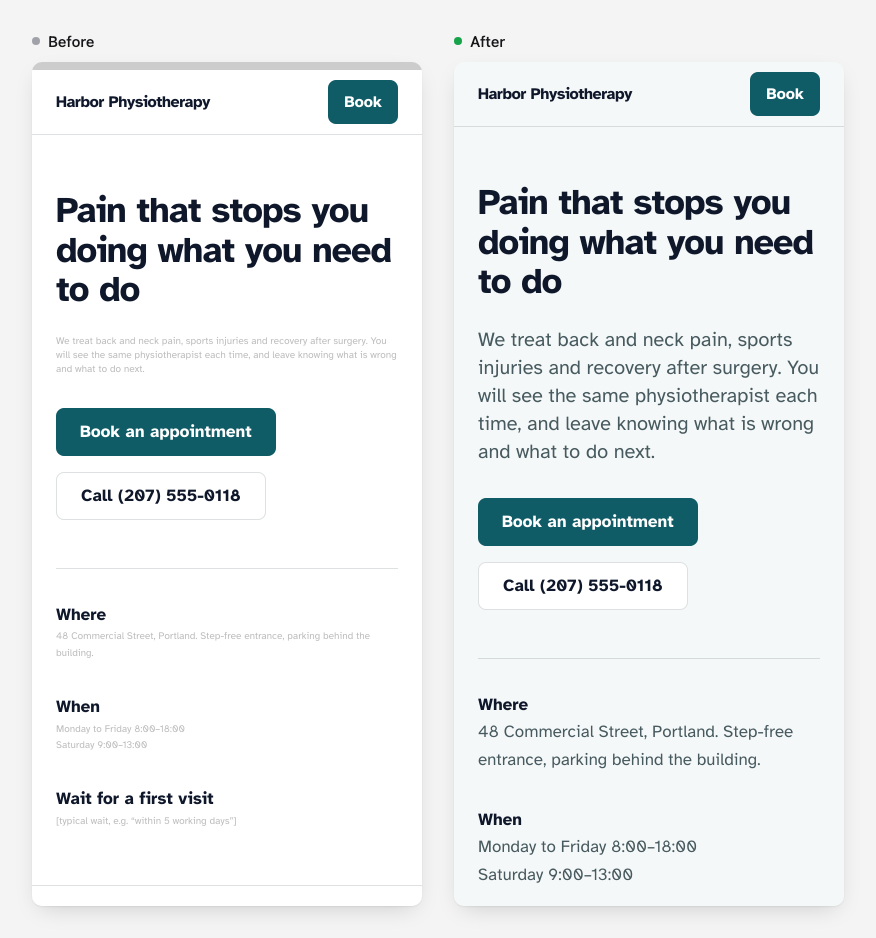 Before
Harbor Physiotherapy
Book
Pain that stops you
doing what you need
to do
We treat back and neck pain, sports injuries and recovery after surgery. You
will see the same physiotherapist each time, and leave knowing what is wrong
and what to do next.
Book an appointment
Call (207) 555-0118
Where
48 Commercial Street, Portland. Step-free entrance, parking behind the
building.
When
Monday to Friday 8:00–18:00
Saturday 9:00–13:00
Wait for a first visit
[typical wait, e.g. “within 5 working days”]
After
Harbor Physiotherapy
Book
Pain that stops you
doing what you need
to do
We treat back and neck pain, sports
injuries and recovery after surgery. You
will see the same physiotherapist each
time, and leave knowing what is wrong
and what to do next.
Book an appointment
Call (207) 555-0118
Where
48 Commercial Street, Portland. Step-free
entrance, parking behind the building.
When
Monday to Friday 8:00–18:00
Saturday 9:00–13:00